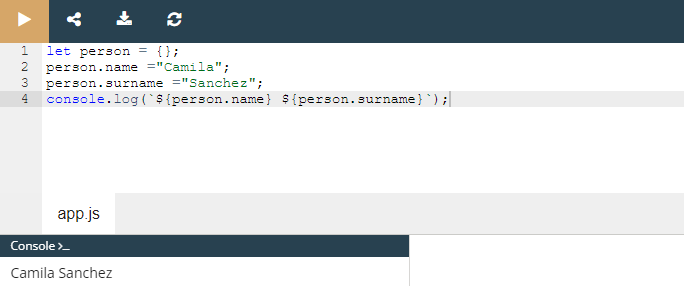 1 let person = {};
2 person.name ="Camila";
3 person.surname ="Sanchez";
4 console.log(`${person.name} ${person.surname}`);
app.js
Console >_
Camila Sanchez